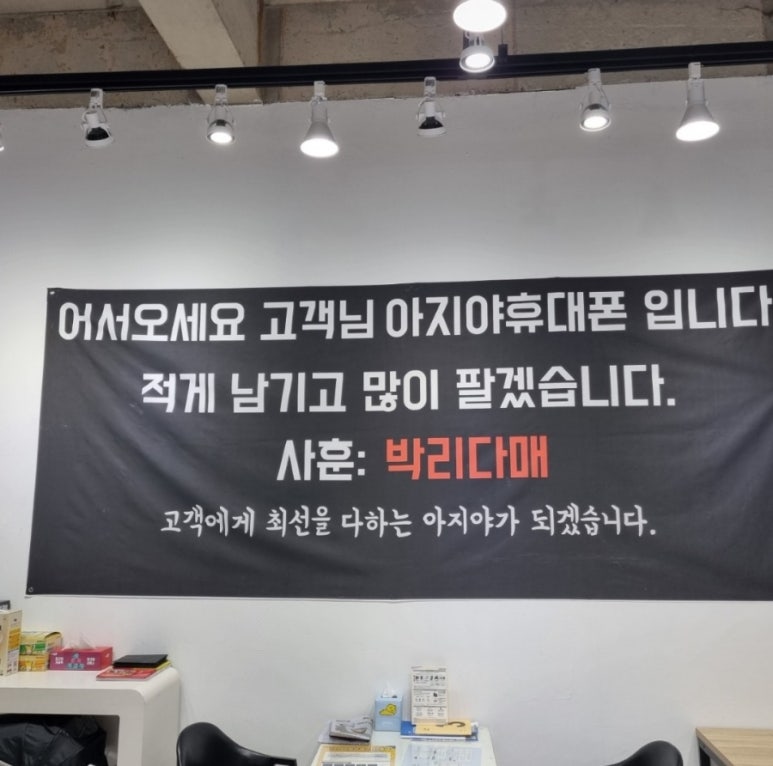 어서오세요 고객님 아지야휴대폰 입니다
적게 남기고 많이 팔겠습니다.
사훈: 박리다매
고객에게 최선을 다하는 아지야가 되겠습니다.